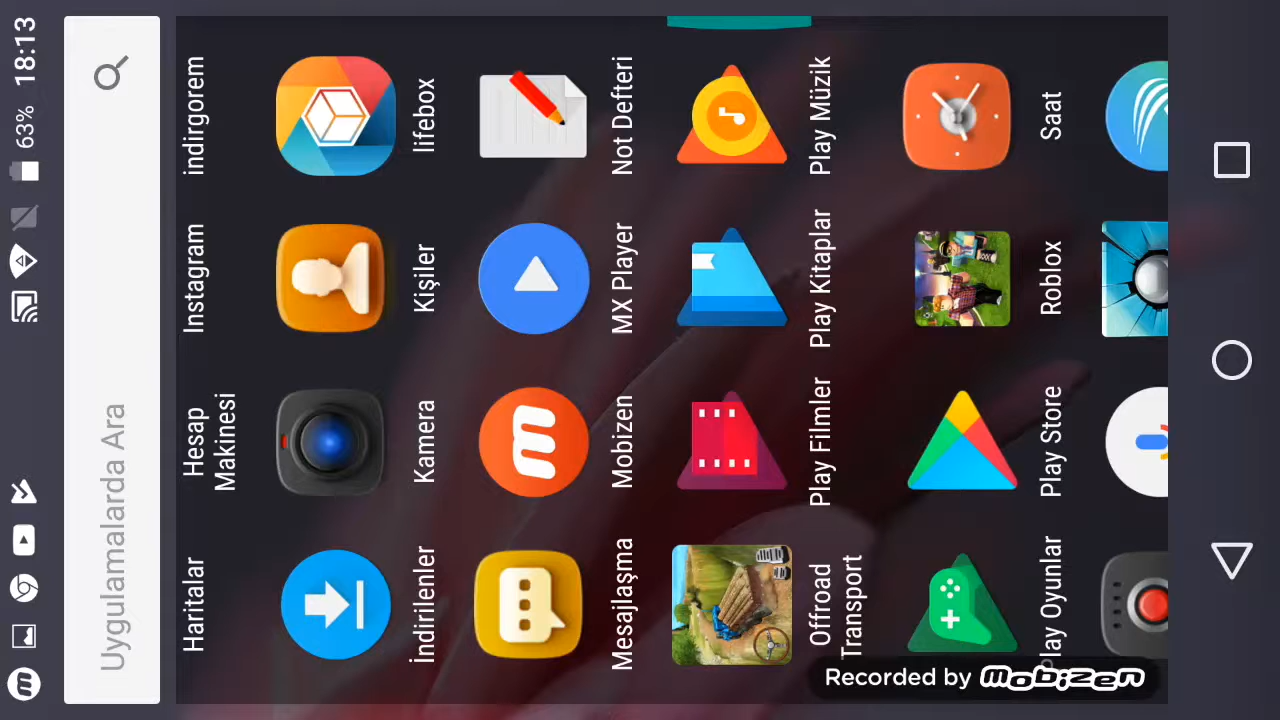 63% 18:13
Uygulamalarda Ara
Haritalar
Hesap
Makinesi
Instagram
indirgorem
İndirilenler
Kamera
Kişiler
lifebox
Mesajlaşma
Mobizen
MX Player
Not Defteri
Offroad
Transport
Play Filmler
Play Kitaplar
Play Müzik
Play Oyunlar
Play Store
Roblox
Saat
Recorded by mobizen